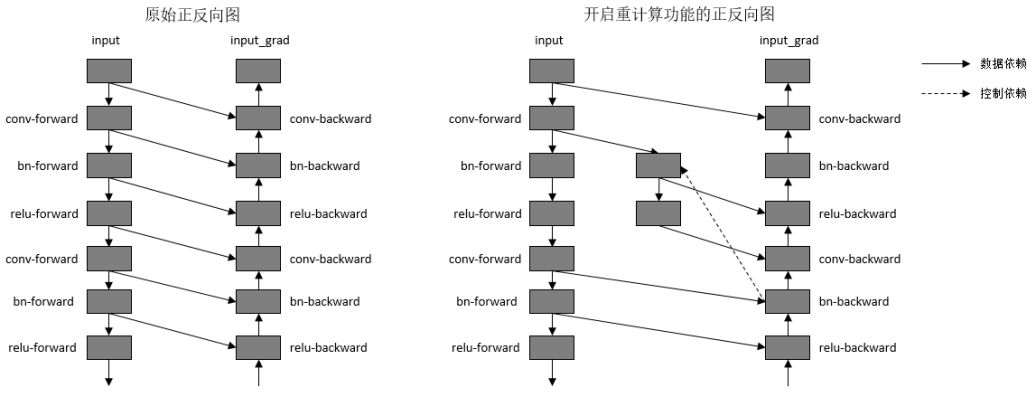 原始正反向图
input
input_grad
conv-forward
conv-backward
bn-forward
bn-backward
relu-forward
relu-backward
conv-forward
conv-backward
bn-forward
bn-backward
relu-forward
relu-backward
开启重计算功能的正反向图
input
input_grad
conv-forward
conv-backward
bn-forward
bn-backward
relu-forward
relu-backward
conv-forward
conv-backward
bn-forward
bn-backward
relu-forward
relu-backward
数据依赖
控制依赖